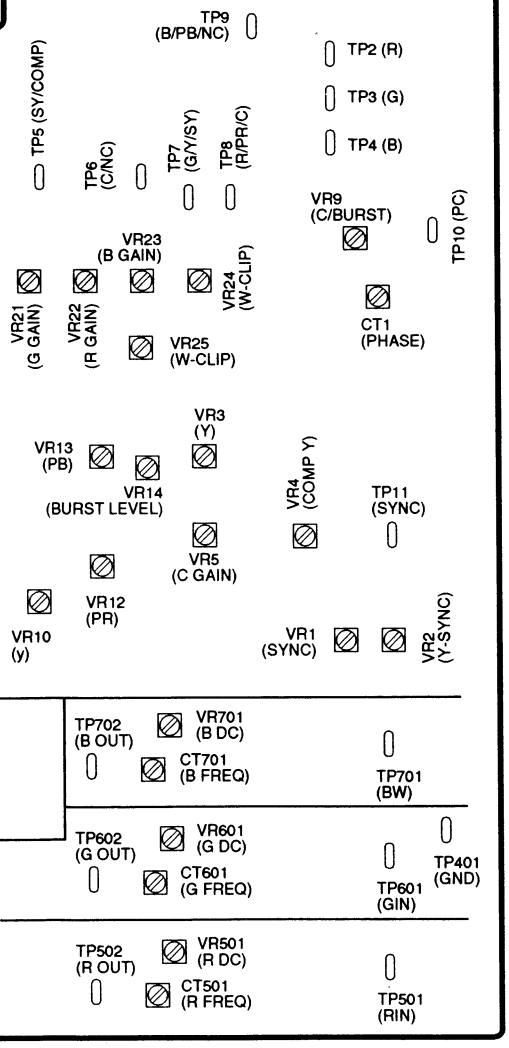 TP9
(B/PB/NC)
TP2 (R)
TP3 (G)
TP4 (B)
TP5 (SY/COMP)
TP6
(C/NC)
TP7
(G/Y/SY)
TP8
(R/PR/C)
VR9
(C/BURST)
TP10 (PC)
VR23
(B GAIN)
VR21
(G GAIN)
VR22
(R GAIN)
VR24
(W-CLIP)
CT1
(PHASE)
VR25
(W-CLIP)
VR3
(Y)
VR13
(PB)
VR14
(BURST LEVEL)
VR4
(COMP Y)
TP11
(SYNC)
VR5
(C GAIN)
VR12
(PR)
VR10
(y)
VR1
(SYNC)
VR2
(Y-SYNC)
TP702
(B OUT)
VR701
(B DC)
CT701
(B FREQ)
TP701
(BW)
TP602
(G OUT)
VR601
(G DC)
CT601
(G FREQ)
TP601
(GIN)
TP401
(GND)
TP502
(R OUT)
VR501
(R DC)
CT501
(R FREQ)
TP501
(RIN)